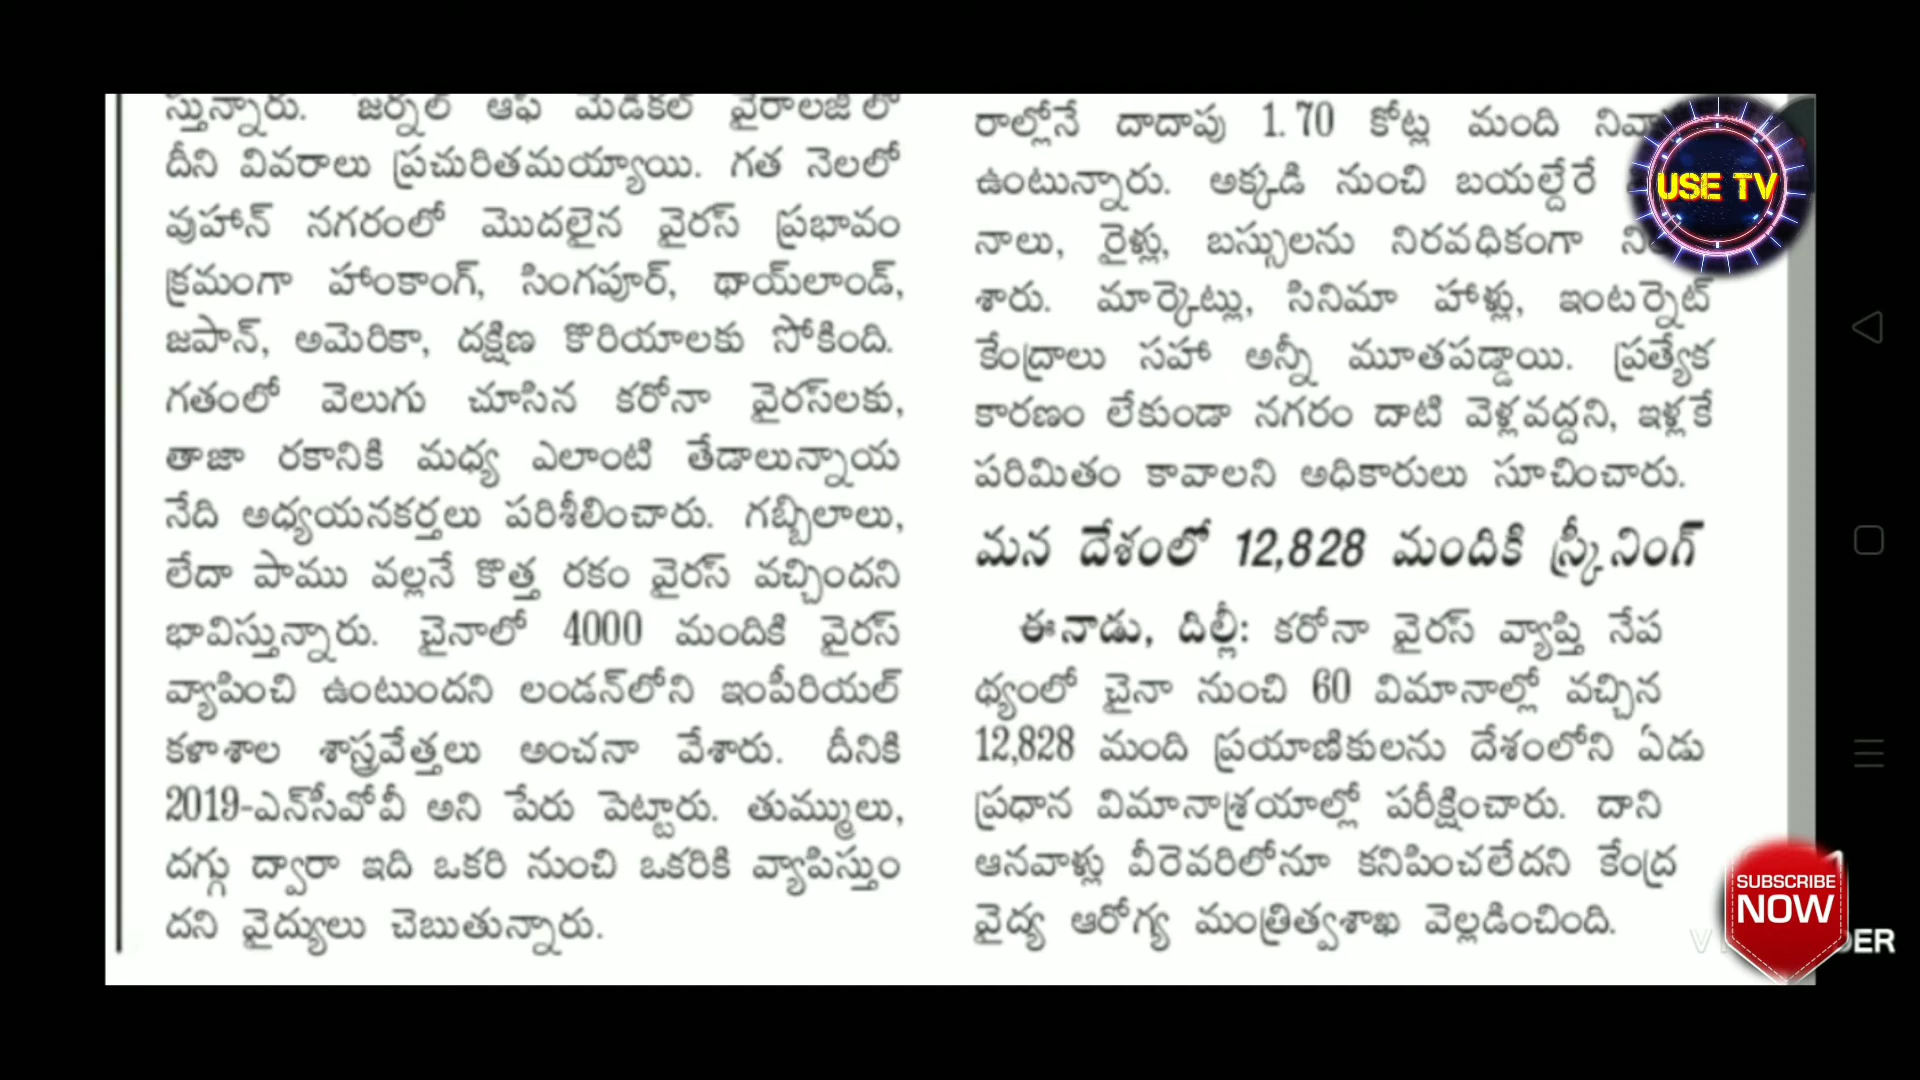 స్తున్నారు. 'జర్నల్ ఆఫ్ మెడికల్ వైరాలజీ'లో
దీని వివరాలు ప్రచురితమయ్యాయి. గత నెలలో
వుహాన్ నగరంలో మొదలైన వైరస్ ప్రభావం
క్రమంగా హాంకాంగ్, సింగపూర్, థాయ్‌లాండ్,
జపాన్, అమెరికా, దక్షిణ కొరియాలకు సోకింది.
గతంలో వెలుగు చూసిన కరోనా వైరస్‌లకు,
తాజా రకానికి మధ్య ఎలాంటి తేడాలున్నాయ
నేది అధ్యయనకర్తలు పరిశీలించారు. గబ్బిలాలు,
లేదా పాము వల్లనే కొత్త రకం వైరస్ వచ్చిందని
భావిస్తున్నారు. చైనాలో 4000 మందికి వైరస్
వ్యాపించి ఉంటుందని లండన్‌లోని ఇంపీరియల్
కళాశాల శాస్త్రవేత్తలు అంచనా వేశారు. దీనికి
2019-ఎన్‌సీవోవీ అని పేరు పెట్టారు. తుమ్ములు,
దగ్గు ద్వారా ఇది ఒకరి నుంచి ఒకరికి వ్యాపిస్తుం
దని వైద్యులు చెబుతున్నారు.
రాల్లోనే దాదాపు 1.70 కోట్ల మంది
ఉంటున్నారు. అక్కడి నుంచి బయల్దేరే
నాలు, రైళ్లు, బస్సులను నిరవధికంగా
శారు. మార్కెట్లు, సినిమా హాళ్లు, ఇంటర్నెట్
కేంద్రాలు సహా అన్నీ మూతపడ్డాయి. ప్రత్యేక
కారణం లేకుండా నగరం దాటి వెళ్లవద్దని, ఇళ్లకే
పరిమితం కావాలని అధికారులు సూచించారు.
మన దేశంలో 12,828 మందికి స్క్రీనింగ్
ఈనాడు, దిల్లీ: కరోనా వైరస్ వ్యాప్తి నేప
థ్యంలో చైనా నుంచి 60 విమానాల్లో వచ్చిన
12,828 మంది ప్రయాణికులను దేశంలోని ఏడు
ప్రధాన విమానాశ్రయాల్లో పరీక్షించారు. దాని
ఆనవాళ్లు వీరెవరిలోనూ కనిపించలేదని కేంద్ర
వైద్య ఆరోగ్య మంత్రిత్వశాఖ వెల్లడించింది.
USE TV
SUBSCRIBE
NOW